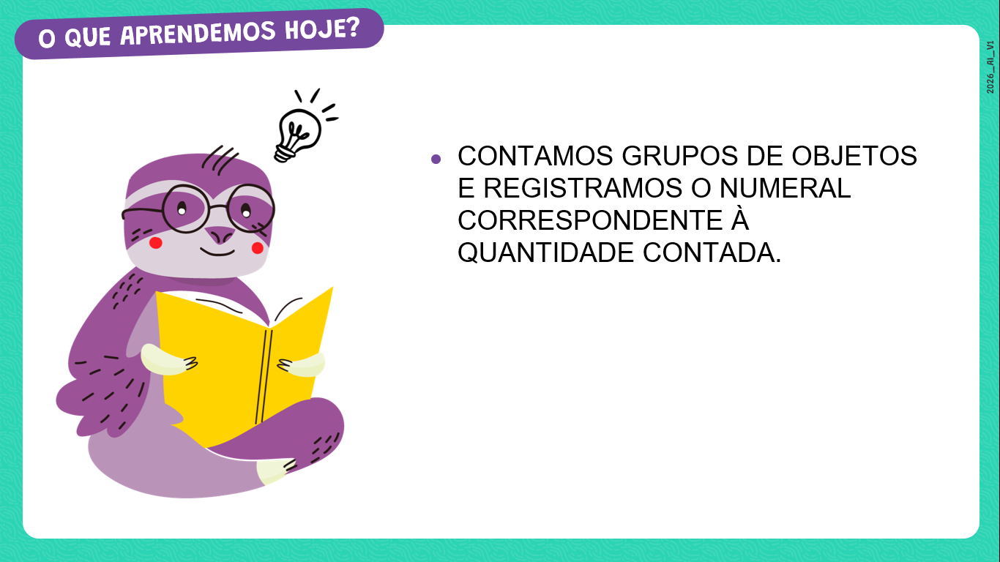 O QUE APRENDEMOS HOJE?
2026_AI_V1
• CONTAMOS GRUPOS DE OBJETOS
E REGISTRAMOS O NUMERAL
CORRESPONDENTE À
QUANTIDADE CONTADA.